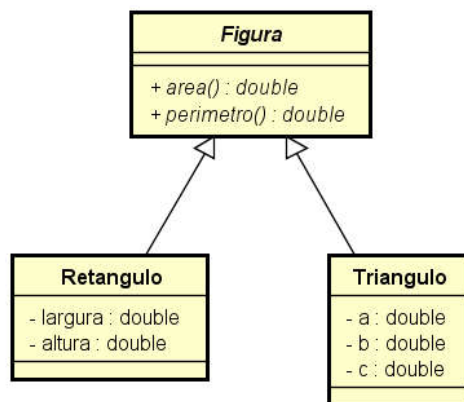 Figura
+ area() : double
+ perimetro() : double
Retangulo
- largura : double
- altura : double
Triangulo
- a : double
- b : double
- c : double